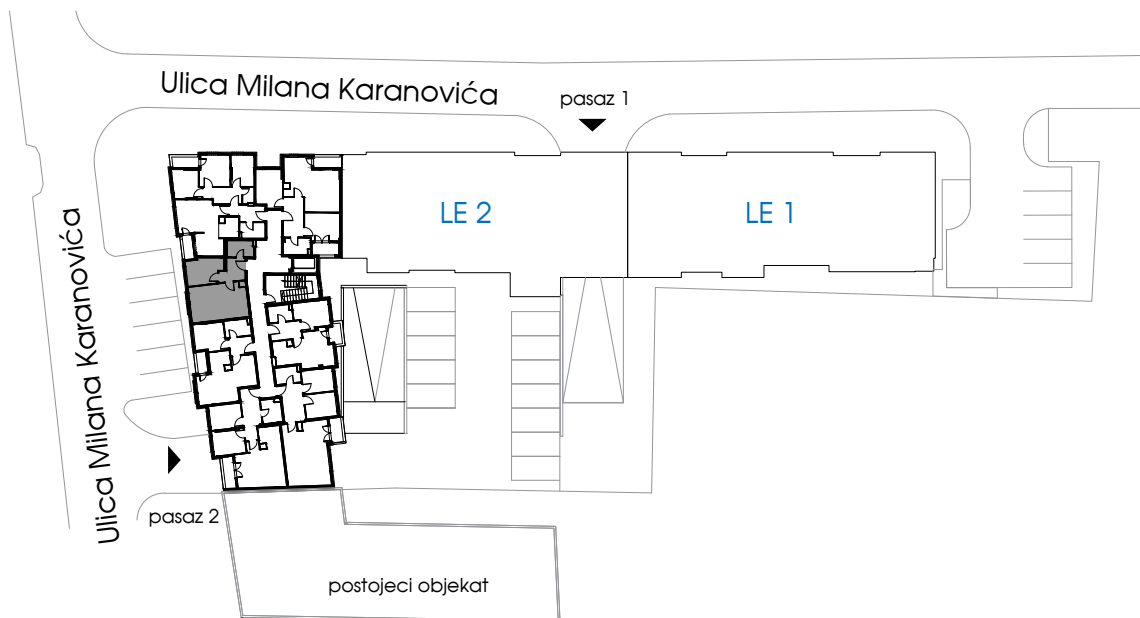 Ulica Milana Karanovića
pasaz 1
LE 2
LE 1
Ulica Milana Karanovića
pasaz 2
postojeci objekat